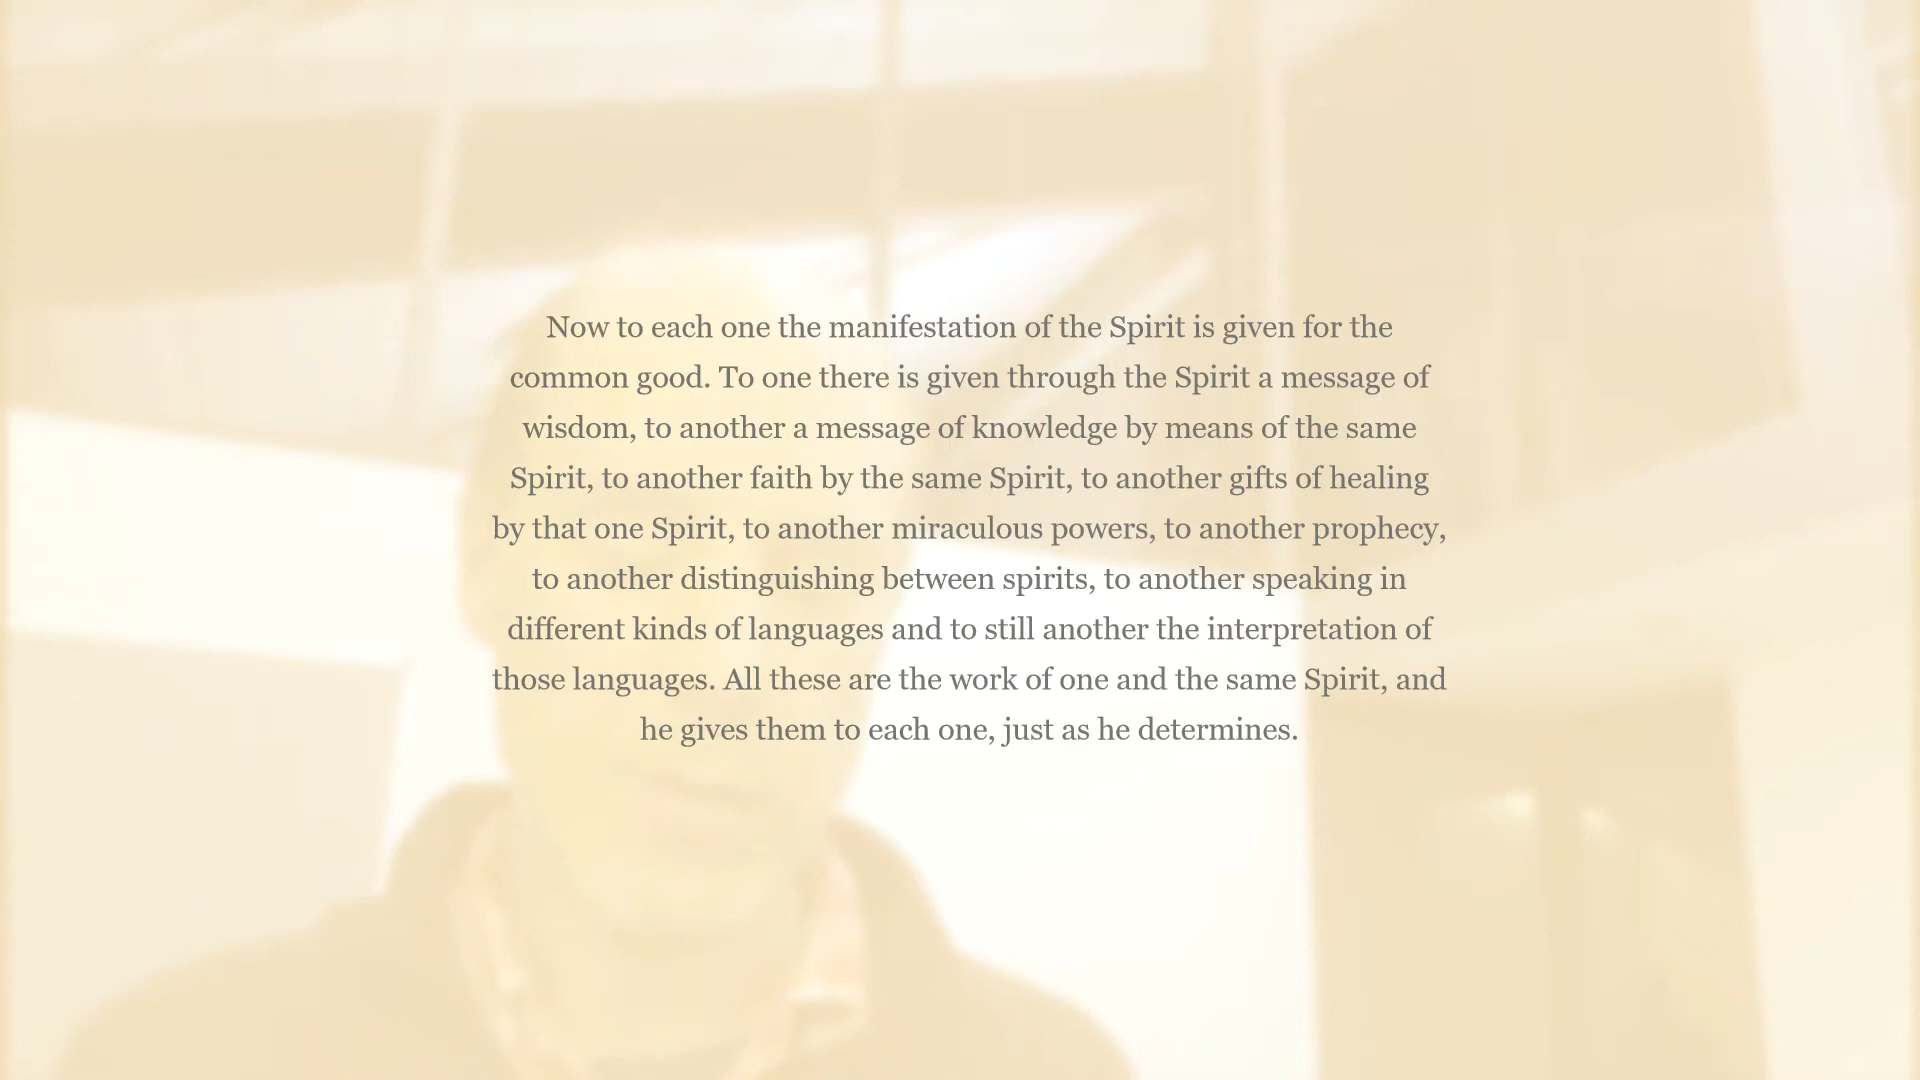 Now to each one the manifestation of the Spirit is given for the
common good. To one there is given through the Spirit a message of
wisdom, to another a message of knowledge by means of the same
Spirit, to another faith by the same Spirit, to another gifts of healing
by that one Spirit, to another miraculous powers, to another prophecy,
to another distinguishing between spirits, to another speaking in
different kinds of languages and to still another the interpretation of
those languages. All these are the work of one and the same Spirit, and
he gives them to each one, just as he determines.